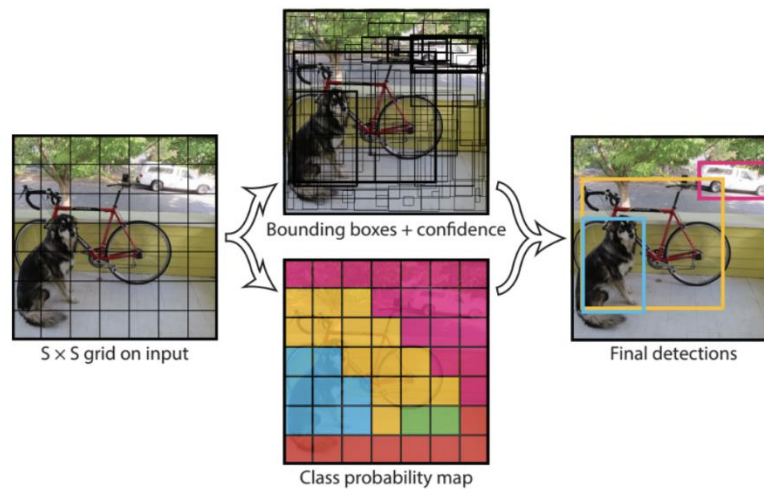 Bounding boxes + confidence
S × S grid on input
Final detections
Class probability map